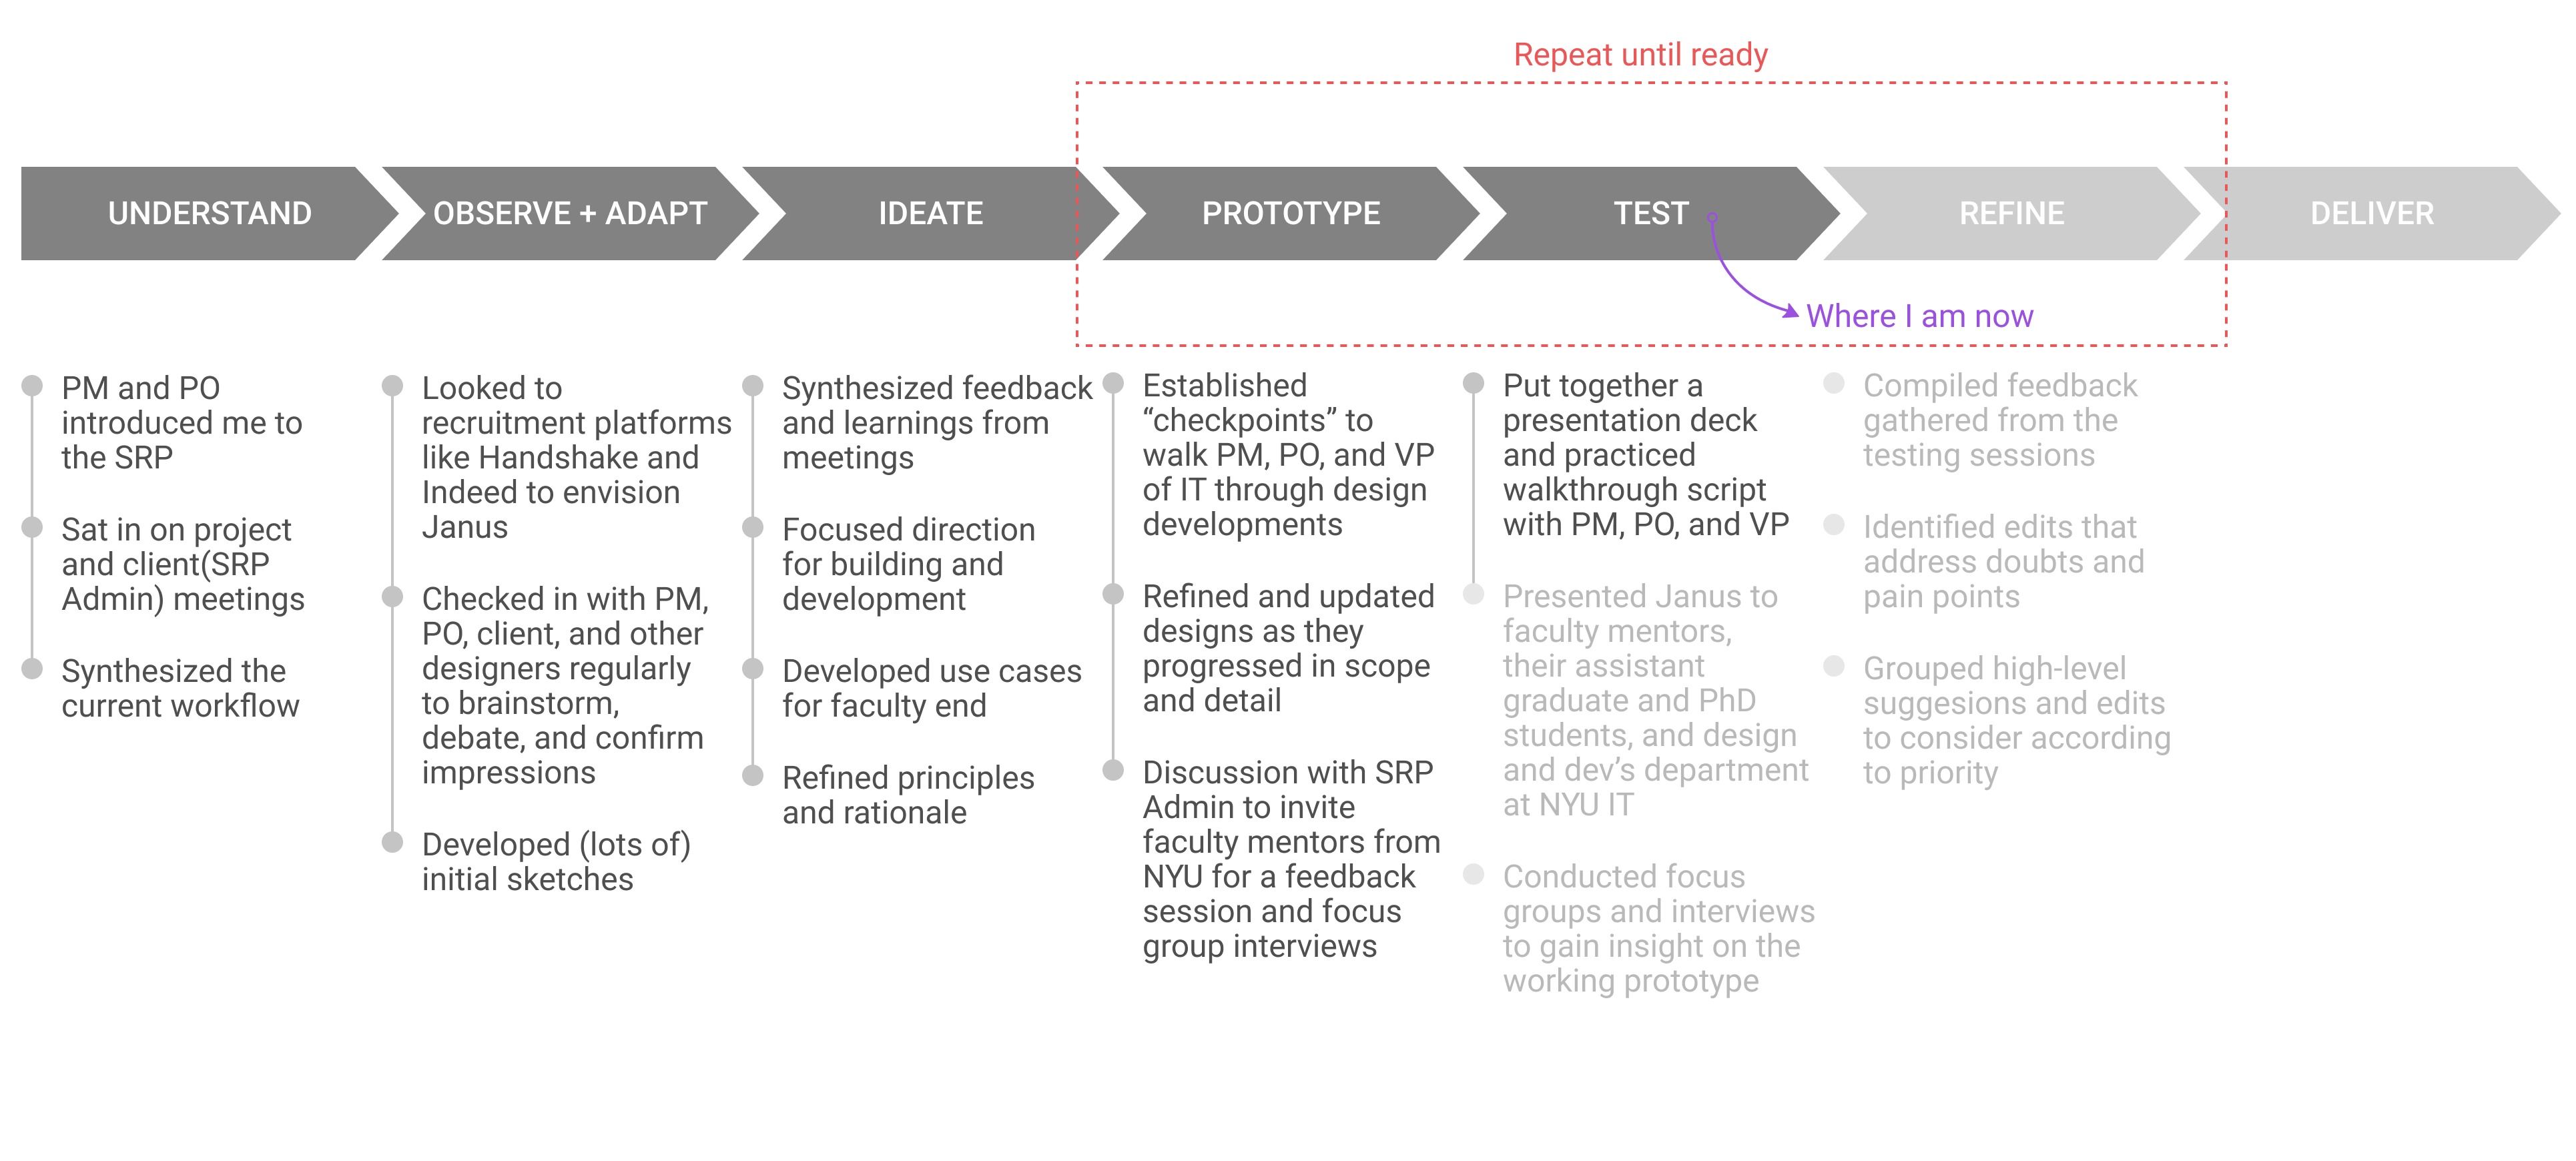 Repeat until ready
UNDERSTAND
OBSERVE + ADAPT
IDEATE
PROTOTYPE
TEST
REFINE
DELIVER
Where I am now
PM and PO
introduced me to
the SRP
Sat in on project
and client(SRP
Admin) meetings
Synthesized the
current workflow
Looked to
recruitment platforms
like Handshake and
Indeed to envision
Janus
Checked in with PM,
PO, client, and other
designers regularly
to brainstorm,
debate, and confirm
impressions
Developed (lots of)
initial sketches
Synthesized feedback
and learnings from
meetings
Focused direction
for building and
development
Developed use cases
for faculty end
Refined principles
and rationale
Established
“checkpoints” to
walk PM, PO, and VP
of IT through design
developments
Refined and updated
designs as they
progressed in scope
and detail
Discussion with SRP
Admin to invite
faculty mentors from
NYU for a feedback
session and focus
group interviews
Put together a
presentation deck
and practiced
walkthrough script
with PM, PO, and VP
Presented Janus to
faculty mentors,
their assistant
graduate and PhD
students, and design
and dev’s department
at NYU IT
Conducted focus
groups and interviews
to gain insight on the
working prototype
Compiled feedback
gathered from the
testing sessions
Identified edits that
address doubts and
pain points
Grouped high-level
suggesions and edits
to consider according
to priority